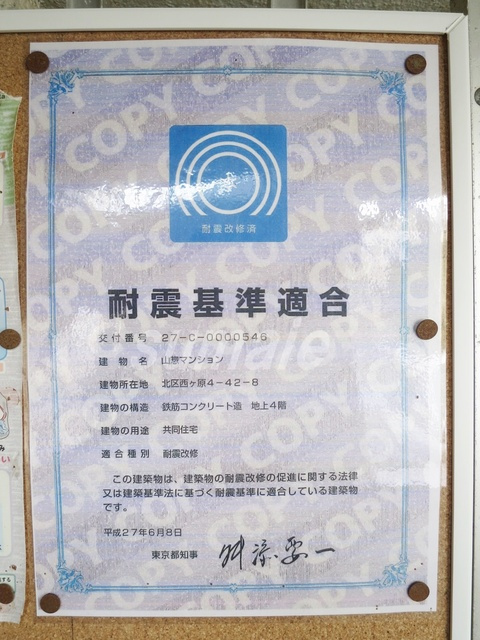 耐震改修済
耐震基準適合
交付番号 27-C-0000546
建物名 山惣マンション
建物所在地 北区西ヶ原4-42-8
建物の構造 鉄筋コンクリート造 地上4階
建物の用途 共同住宅
適合種別 耐震改修
この建築物は、建築物の耐震改修の促進に関する法律
又は建築基準法に基づく耐震基準に適合している建築物
です。
平成27年6月8日
東京都知事 舛添要一
COPY